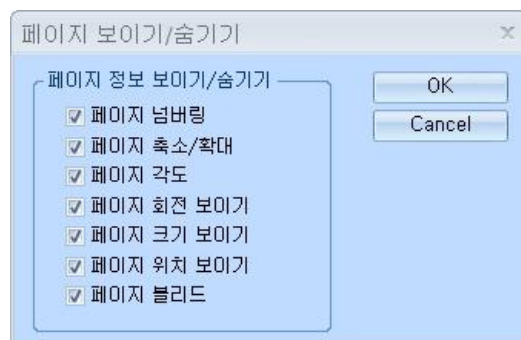 페이지 보이기/숨기기
페이지 정보 보이기/숨기기
페이지 넘버링
페이지 축소/확대
페이지 각도
페이지 회전 보이기
페이지 크기 보이기
페이지 위치 보이기
페이지 블리드
OK
Cancel